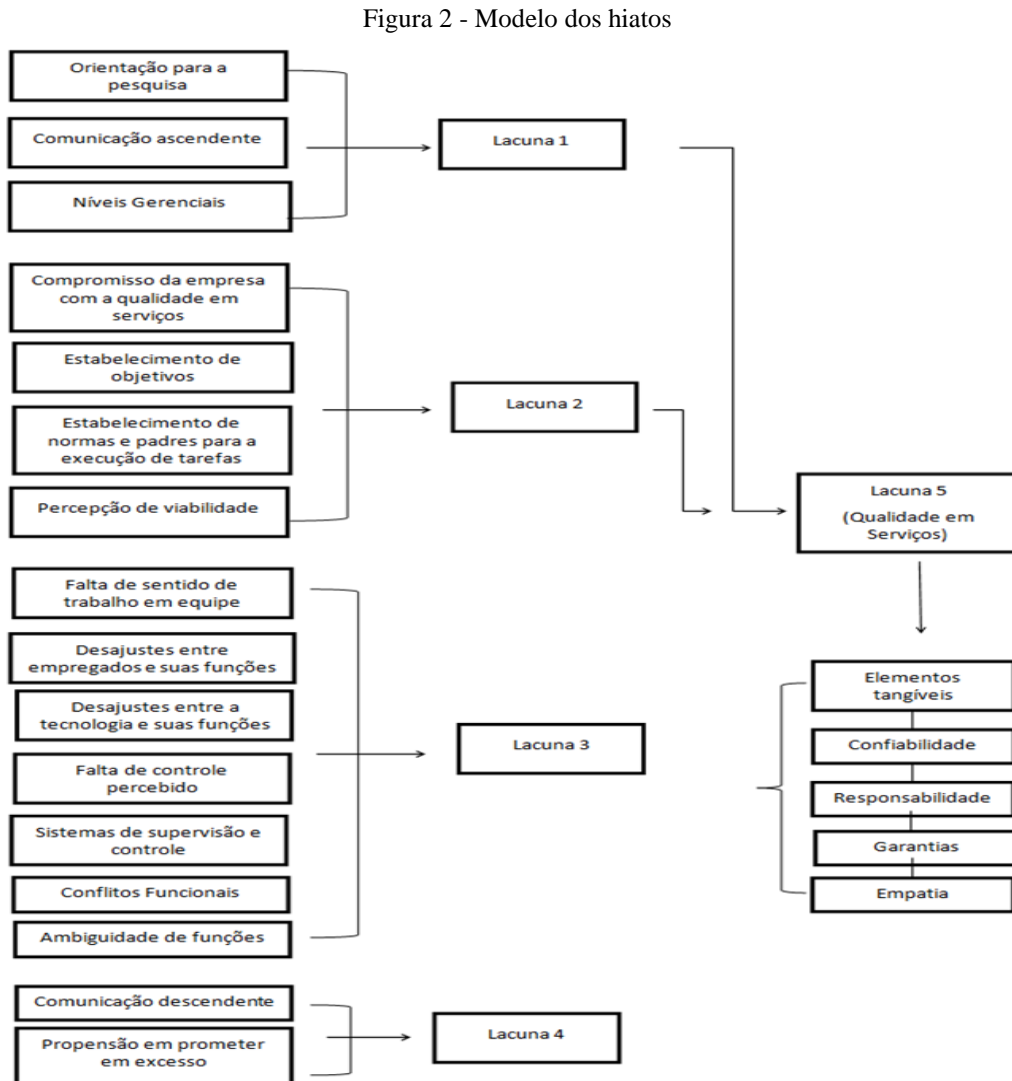 Figura 2 - Modelo dos hiatos
Orientação para a
pesquisa
Comunicação ascendente
Níveis Gerenciais
Lacuna 1
Compromisso da empresa
com a qualidade em
serviços
Estabelecimento de
objetivos
Estabelecimento de
normas e padres para a
execução de tarefas
Percepção de viabilidade
Lacuna 2
Falta de sentido de
trabalho em equipe
Desajustes entre
empregados e suas funções
Desajustes entre a
tecnologia e suas funções
Falta de controle
percebido
Sistemas de supervisão e
controle
Conflitos Funcionais
Ambiguidade de funções
Lacuna 3
Comunicação descendente
Propensão em prometer
em excesso
Lacuna 4
Lacuna 5
(Qualidade em
Serviços)
Elementos
tangíveis
Confiabilidade
Responsabilidade
Garantias
Empatia